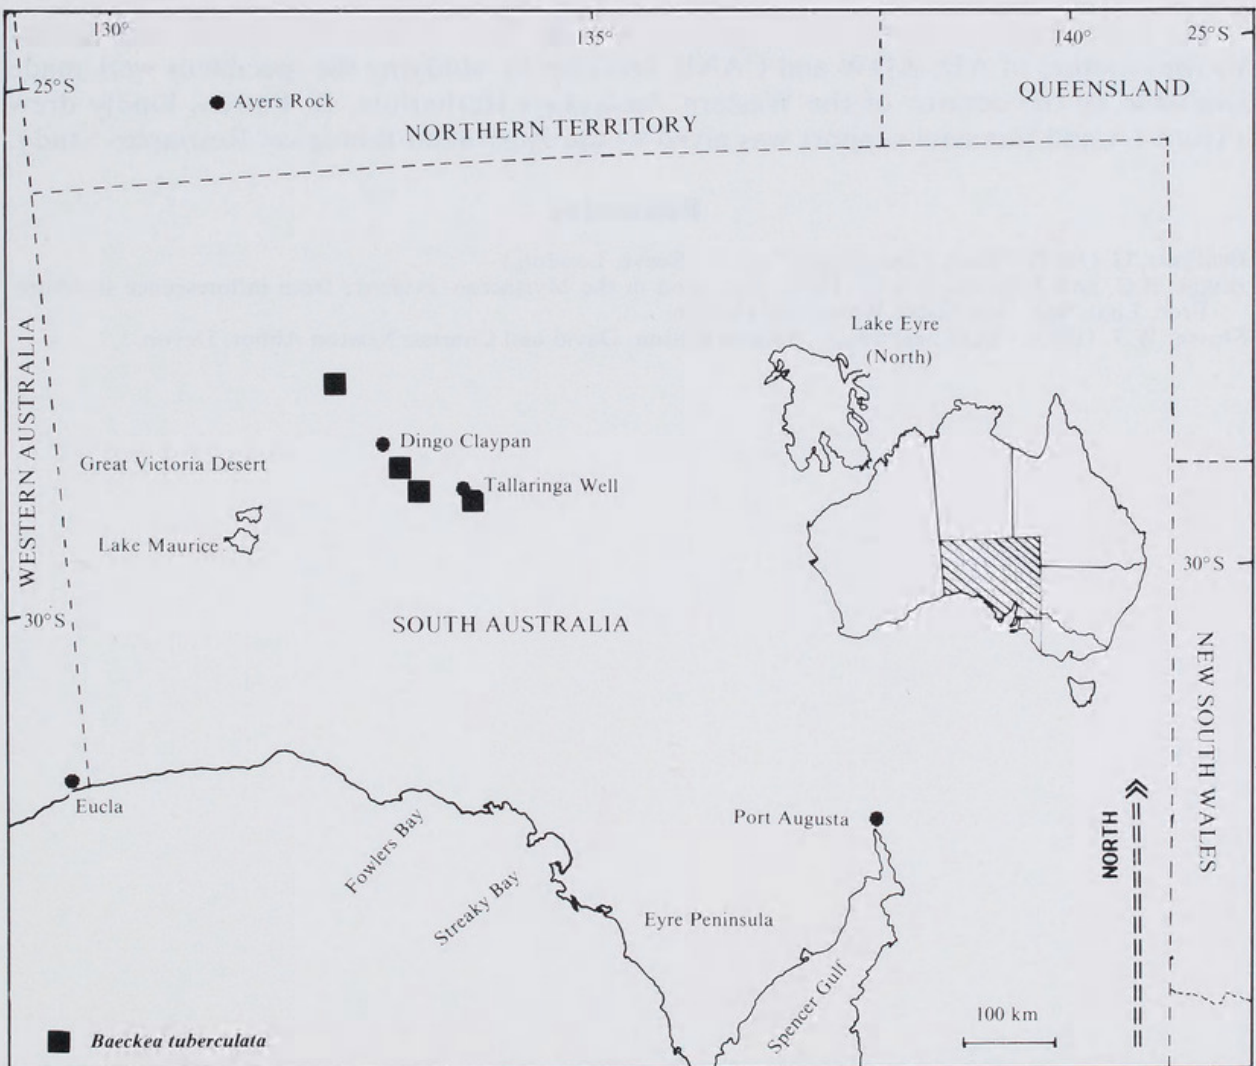 130°
135°
140°
25°S
25°S
Ayers Rock
QUEENSLAND
NORTHERN TERRITORY
Lake Eyre
(North)
WESTERN AUSTRALIA
Dingo Claypan
Great Victoria Desert
Tallaringa Well
Lake Maurice
30°S
30°S
SOUTH AUSTRALIA
NEW SOUTH WALES
Eucla
Port Augusta
NORTH
Fowlers Bay
Streaky Bay
Eyre Peninsula
Spencer Gulf
100 km
Baeckea tuberculata